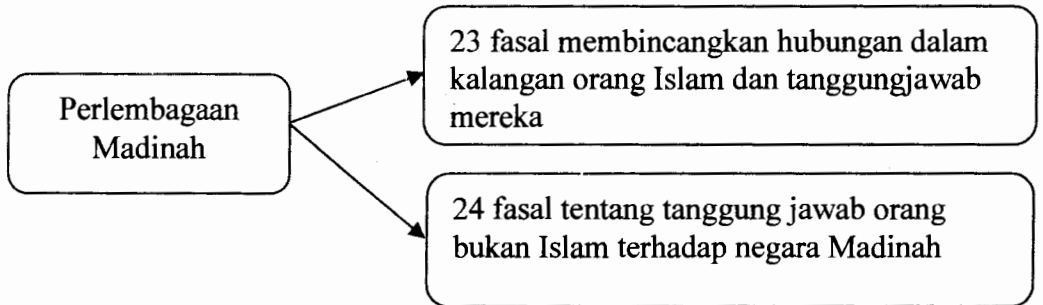 Perlembagaan
Madinah
23 fasal membincangkan hubungan dalam
kalangan orang Islam dan tanggungjawab
mereka
24 fasal tentang tanggung jawab orang
bukan Islam terhadap negara Madinah